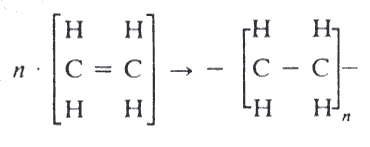 H H H H
n · C = C → – C – C –
H H H H n